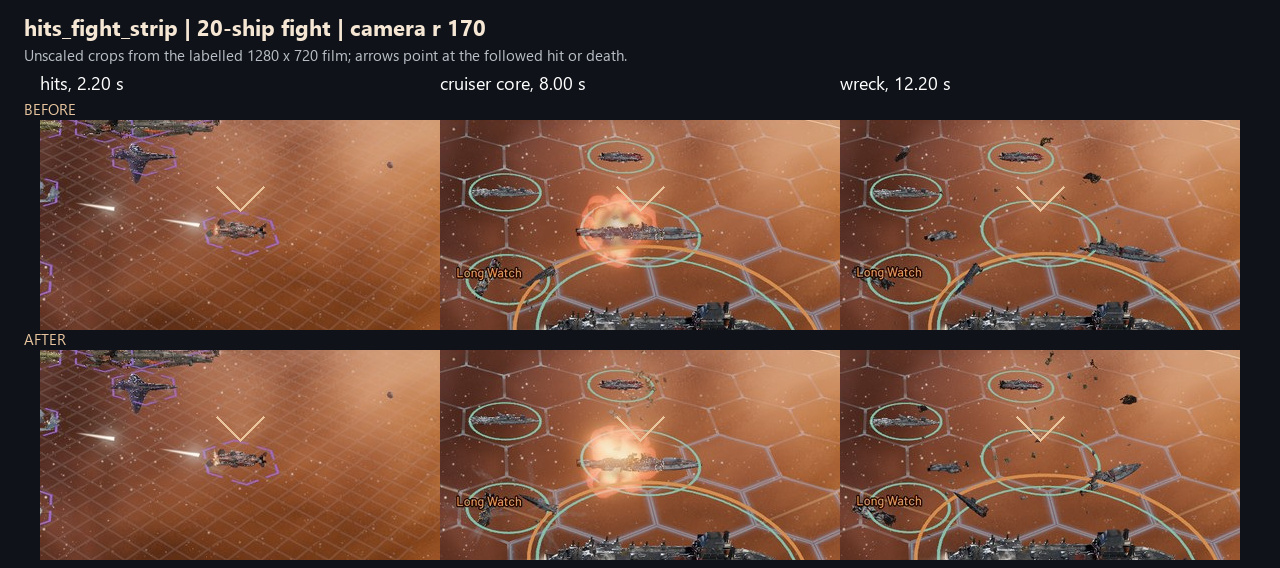 hits_fight_strip | 20-ship fight | camera r 170
Unscaled crops from the labelled 1280 x 720 film; arrows point at the followed hit or death.
hits, 2.20 s
cruiser core, 8.00 s
wreck, 12.20 s
BEFORE
Long Watch
Long Watch
AFTER
Long Watch
Long Watch